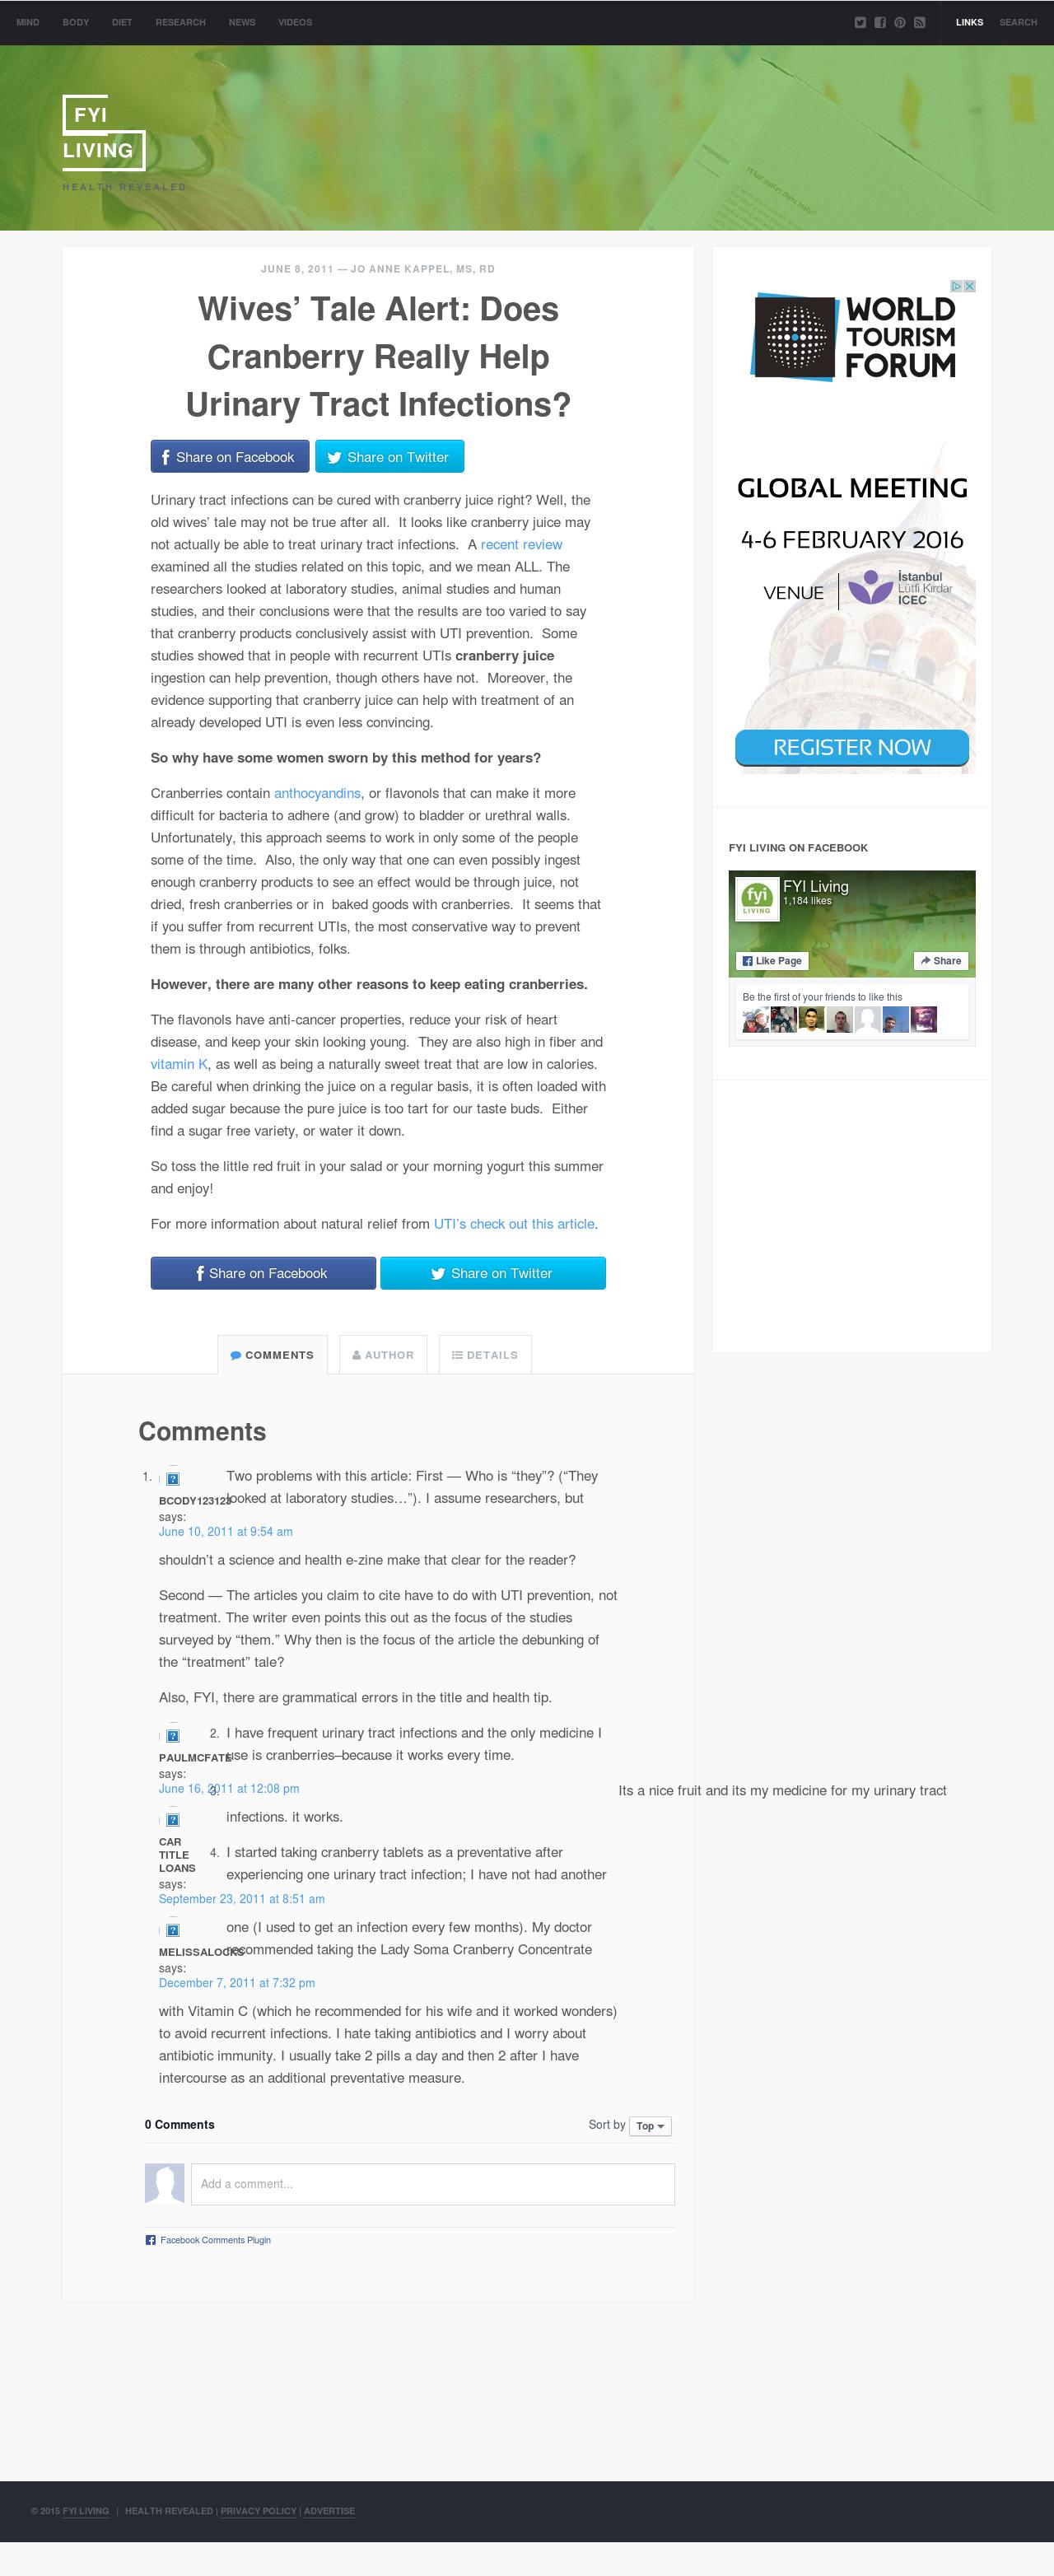 MIND BODY DIET RESEARCH NEWS VIDEOS LINKS SEARCH
FYI
LIVING
HEALTH REVEALED
JUNE 8, 2011 — JO ANNE KAPPEL, MS, RD
Wives’ Tale Alert: Does
Cranberry Really Help
Urinary Tract Infections?
Share on Facebook Share on Twitter
Urinary tract infections can be cured with cranberry juice right? Well, the
old wives’ tale may not be true after all. It looks like cranberry juice may
not actually be able to treat urinary tract infections. A recent review
examined all the studies related on this topic, and we mean ALL. The
researchers looked at laboratory studies, animal studies and human
studies, and their conclusions were that the results are too varied to say
that cranberry products conclusively assist with UTI prevention. Some
studies showed that in people with recurrent UTIs cranberry juice
ingestion can help prevention, though others have not. Moreover, the
evidence supporting that cranberry juice can help with treatment of an
already developed UTI is even less convincing.
So why have some women sworn by this method for years?
Cranberries contain anthocyandins, or flavonols that can make it more
difficult for bacteria to adhere (and grow) to bladder or urethral walls.
Unfortunately, this approach seems to work in only some of the people
some of the time. Also, the only way that one can even possibly ingest
enough cranberry products to see an effect would be through juice, not
dried, fresh cranberries or in baked goods with cranberries. It seems that
if you suffer from recurrent UTIs, the most conservative way to prevent
them is through antibiotics, folks.
However, there are many other reasons to keep eating cranberries.
The flavonols have anti-cancer properties, reduce your risk of heart
disease, and keep your skin looking young. They are also high in fiber and
vitamin K, as well as being a naturally sweet treat that are low in calories.
Be careful when drinking the juice on a regular basis, it is often loaded with
added sugar because the pure juice is too tart for our taste buds. Either
find a sugar free variety, or water it down.
So toss the little red fruit in your salad or your morning yogurt this summer
and enjoy!
For more information about natural relief from UTI’s check out this article.
Share on Facebook Share on Twitter
WORLD
TOURISM
FORUM
GLOBAL MEETING
4-6 FEBRUARY 2016
VENUE
İstanbul
Lütfi Kırdar
ICEC
REGISTER NOW
FYI LIVING ON FACEBOOK
fyi
LIVING
FYI Living
1,184 likes
Like Page Share
Be the first of your friends to like this
COMMENTS AUTHOR DETAILS
Comments
1. Two problems with this article: First — Who is “they”? (“They
looked at laboratory studies…”). I assume researchers, but
BCODY123123
says:
June 10, 2011 at 9:54 am
shouldn’t a science and health e-zine make that clear for the reader?
Second — The articles you claim to cite have to do with UTI prevention, not
treatment. The writer even points this out as the focus of the studies
surveyed by “them.” Why then is the focus of the article the debunking of
the “treatment” tale?
Also, FYI, there are grammatical errors in the title and health tip.
2. I have frequent urinary tract infections and the only medicine I
use is cranberries–because it works every time.
PAULMCFATE
says:
June 16, 2011 at 12:08 pm
3. Its a nice fruit and its my medicine for my urinary tract
infections. it works.
CAR
TITLE
LOANS
says:
September 23, 2011 at 8:51 am
4. I started taking cranberry tablets as a preventative after
experiencing one urinary tract infection; I have not had another
one (I used to get an infection every few months). My doctor
recommended taking the Lady Soma Cranberry Concentrate
MELISSALOCKS
says:
December 7, 2011 at 7:32 pm
with Vitamin C (which he recommended for his wife and it worked wonders)
to avoid recurrent infections. I hate taking antibiotics and I worry about
antibiotic immunity. I usually take 2 pills a day and then 2 after I have
intercourse as an additional preventative measure.
0 Comments Sort by Top
Add a comment...
Facebook Comments Plugin
© 2015 FYI LIVING | HEALTH REVEALED | PRIVACY POLICY | ADVERTISE